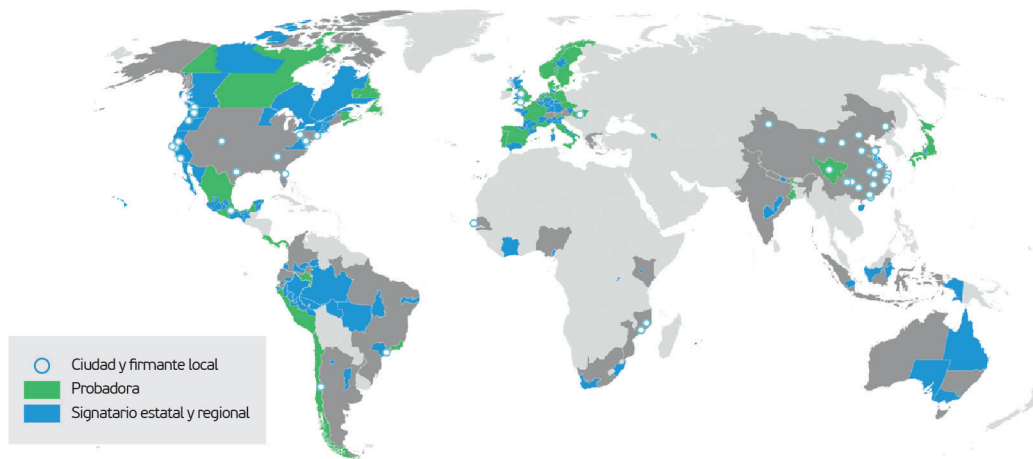 Ciudad y firmante local
Probadora
Signatario estatal y regional